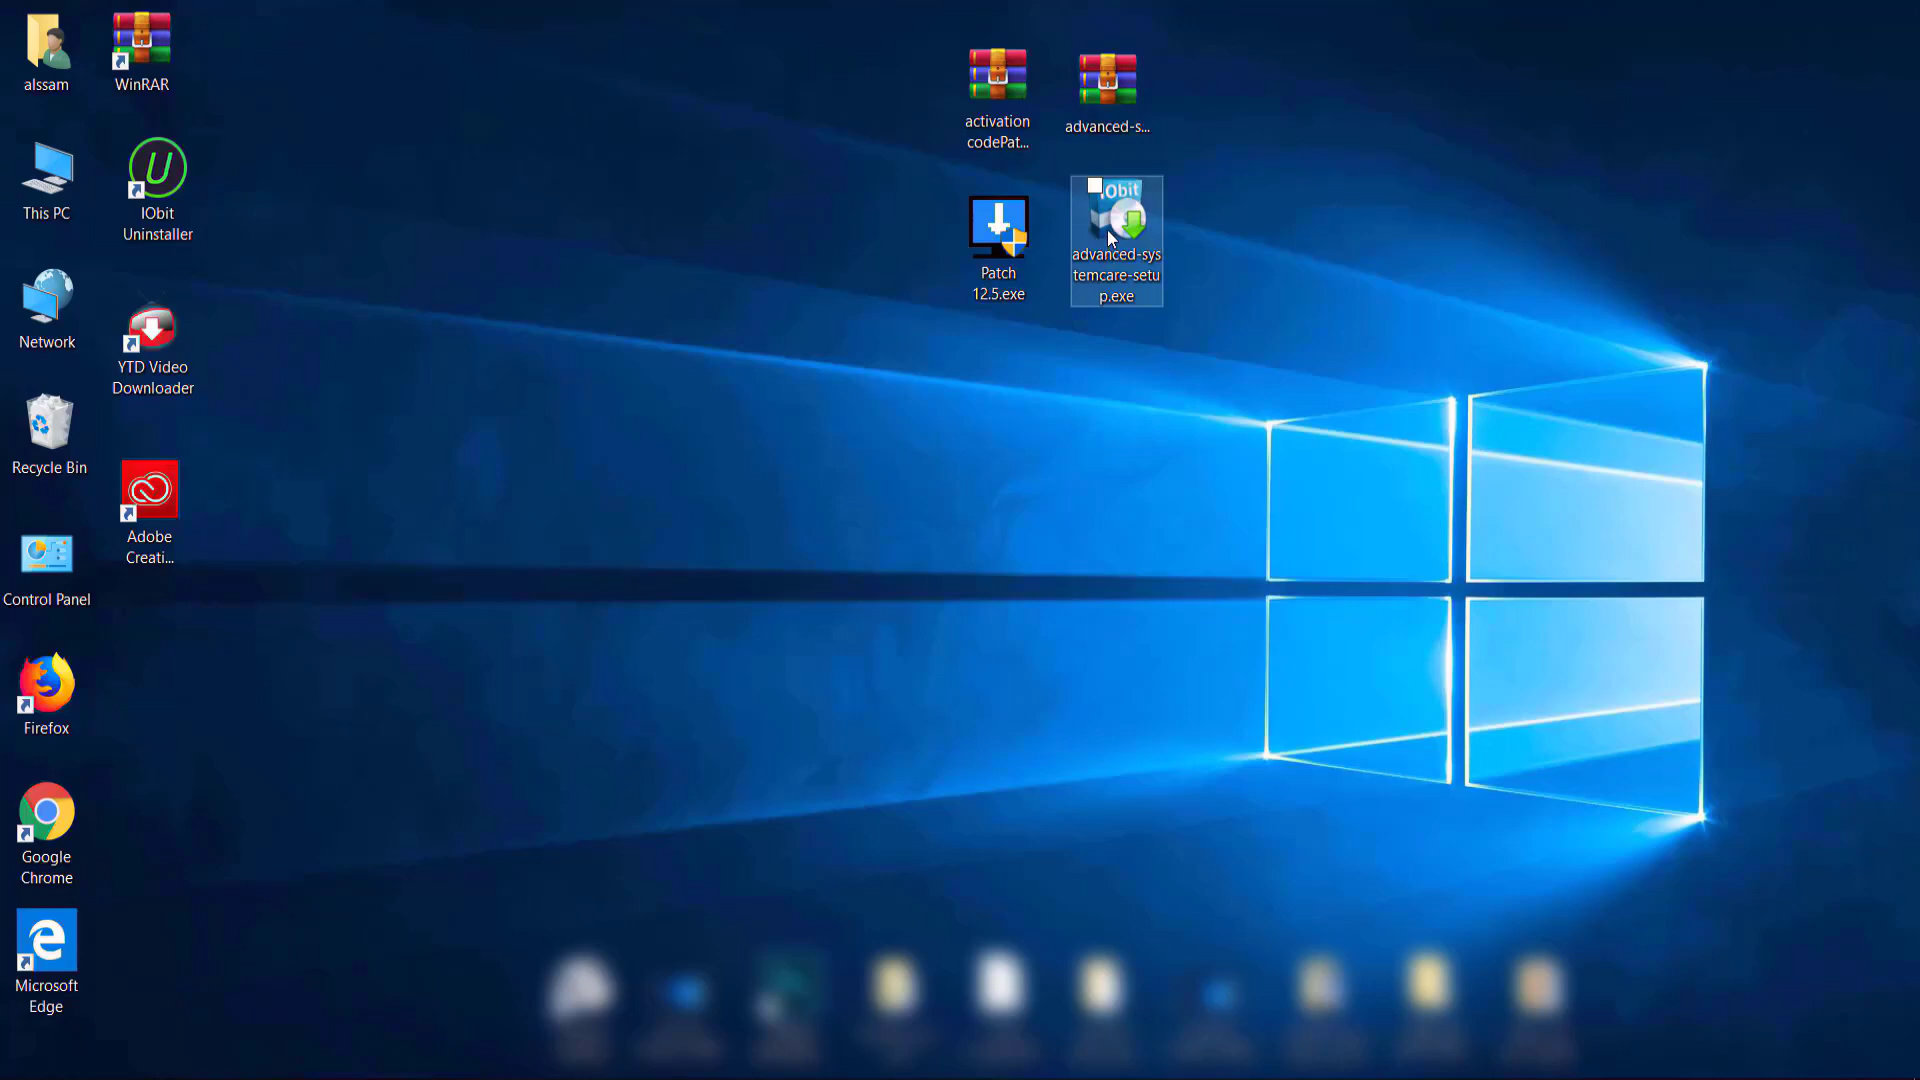 alssam
WinRAR
This PC
IObit
Uninstaller
Network
YTD Video
Downloader
Recycle Bin
Adobe
Creati...
Control Panel
Firefox
Google
Chrome
Microsoft
Edge
activation
codePat...
advanced-s...
Patch
12.5.exe
IObit
advanced-sys
temcare-setu
p.exe